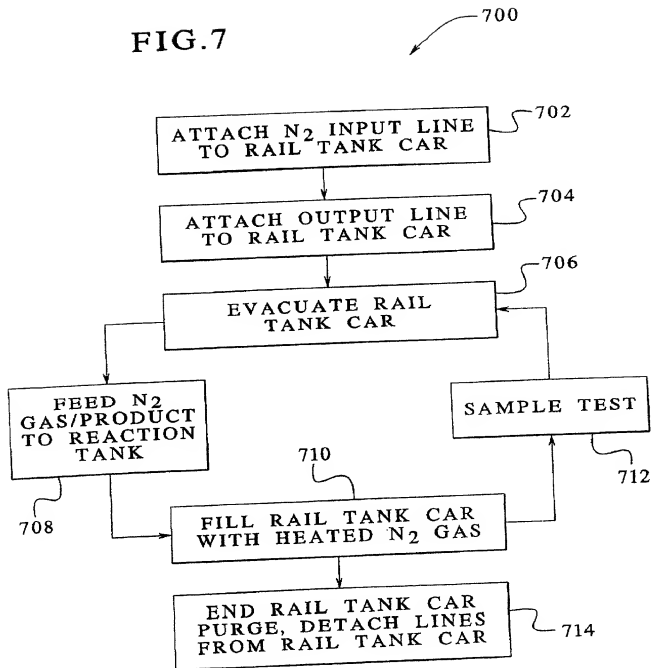 FIG.7
700
ATTACH N₂ INPUT LINE
TO RAIL TANK CAR
702
ATTACH OUTPUT LINE
TO RAIL TANK CAR
704
706
EVACUATE RAIL
TANK CAR
FEED N₂
GAS/PRODUCT
TO REACTION
TANK
708
SAMPLE TEST
712
710
FILL RAIL TANK CAR
WITH HEATED N₂ GAS
END RAIL TANK CAR
PURGE, DETACH LINES
FROM RAIL TANK CAR
714